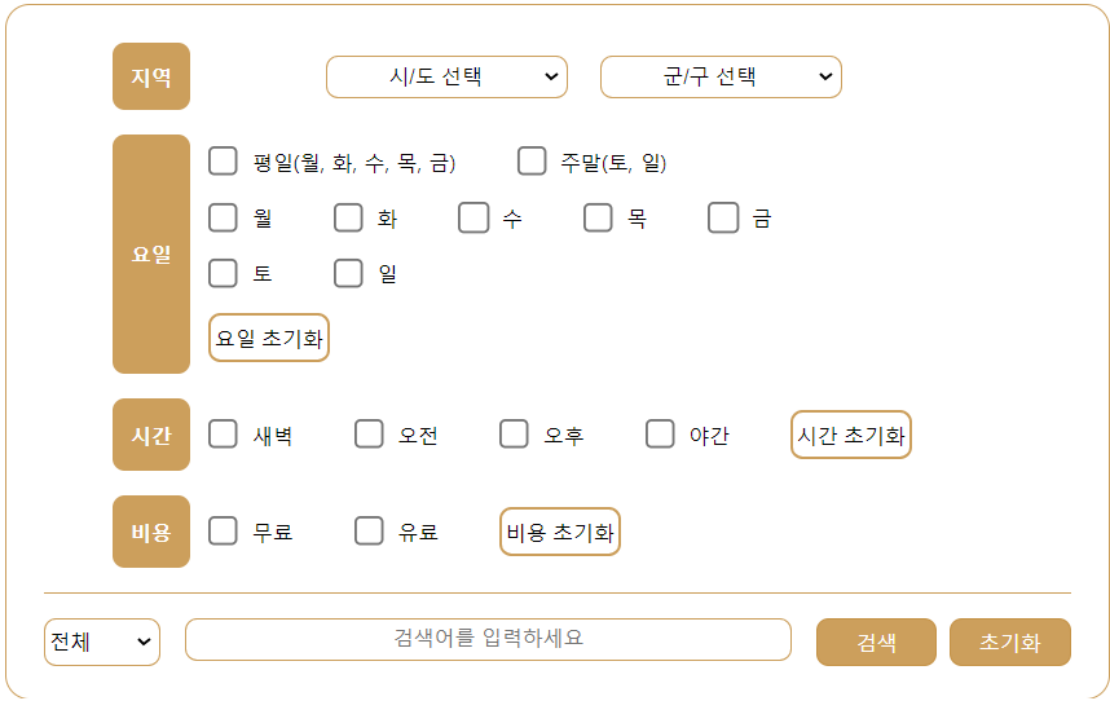 지역 시/도 선택 군/구 선택
평일(월, 화, 수, 목, 금) 주말(토, 일)
월 화 수 목 금
요일
토 일
요일 초기화
시간 새벽 오전 오후 야간 시간 초기화
비용 무료 유료 비용 초기화
전체 검색어를 입력하세요 검색 초기화